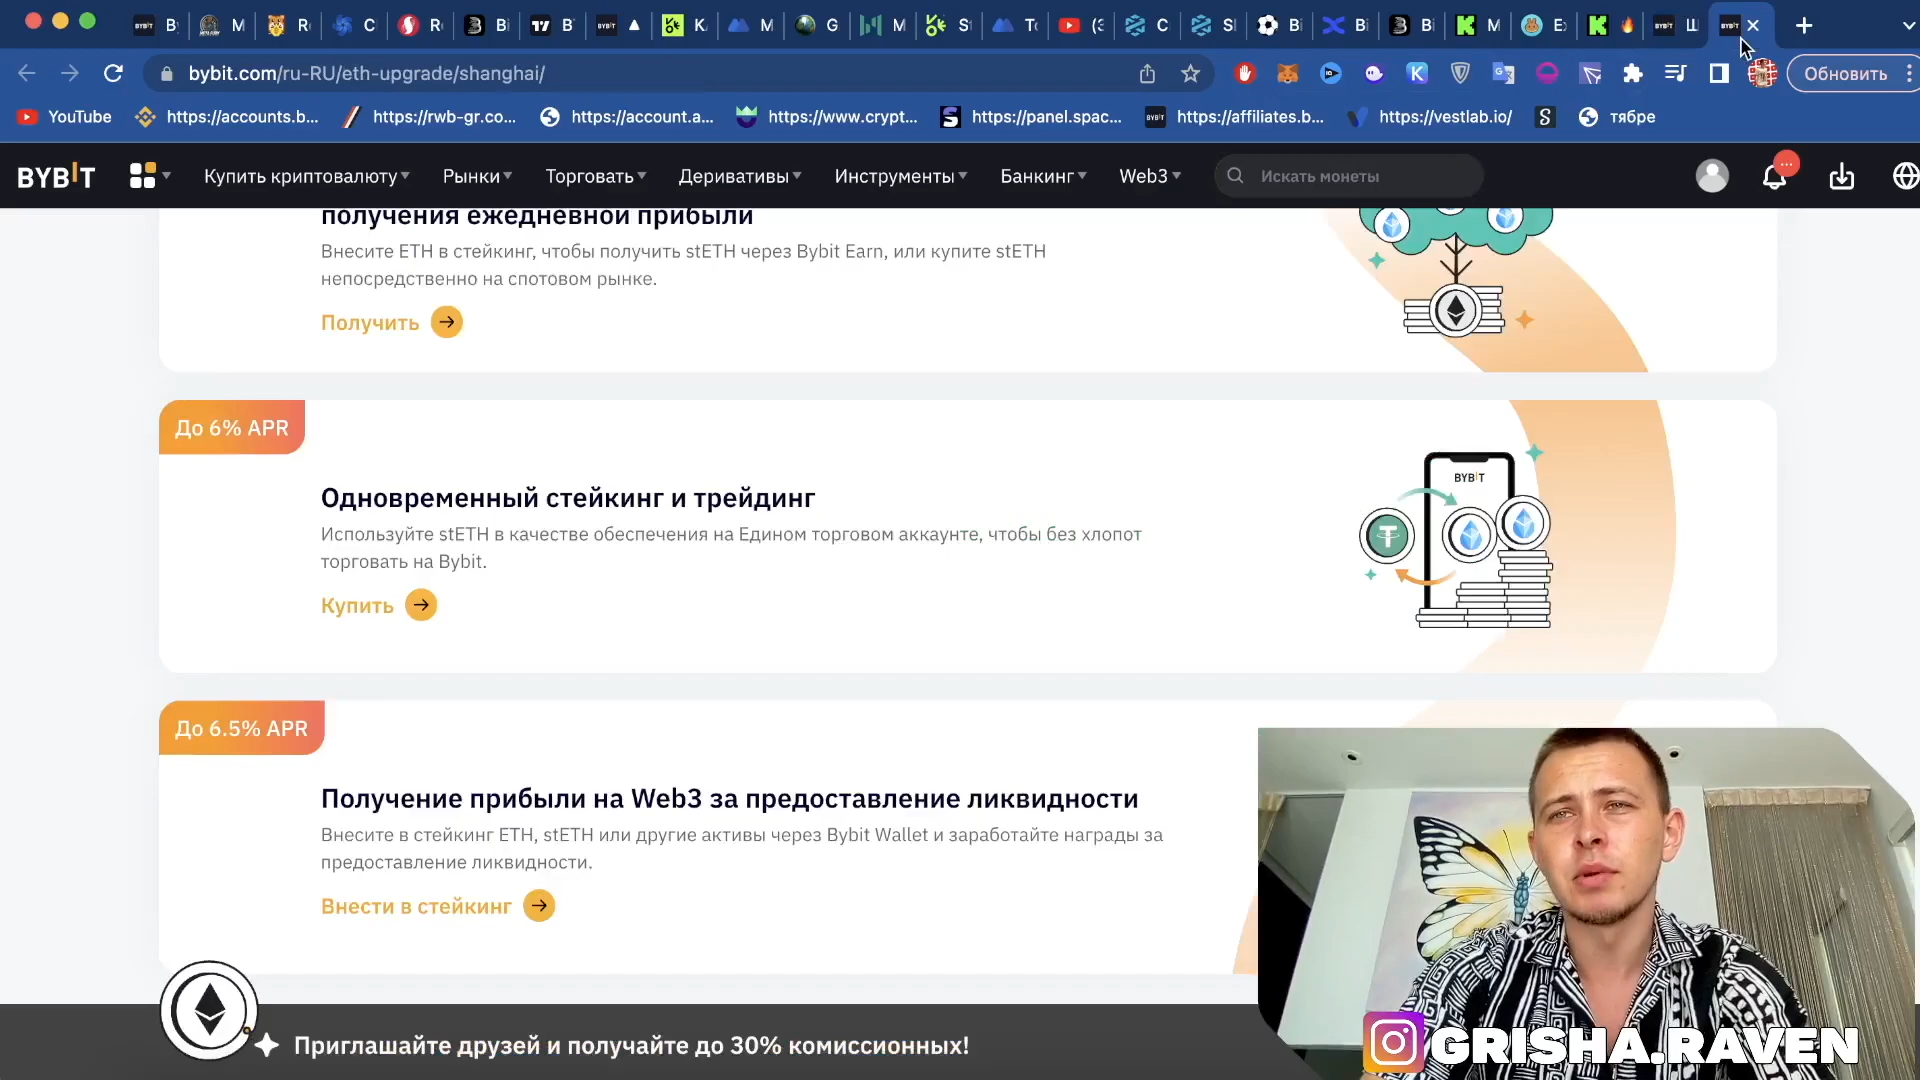 bybit.com/ru-RU/eth-upgrade/shanghai/
Обновить
YouTube
https://accounts.b...
https://rwb-gr.co...
https://account.a...
https://www.crypt...
https://panel.spac...
https://affiliates.b...
https://vestlab.io/
тябре
BYBIT
Купить криптовалюту
Рынки
Торговать
Деривативы
Инструменты
Банкинг
Web3
Искать монеты
получения ежедневной прибыли
Внесите ETH в стейкинг, чтобы получить stETH через Bybit Earn, или купите stETH
непосредственно на спотовом рынке.
Получить
До 6% APR
Одновременный стейкинг и трейдинг
Используйте stETH в качестве обеспечения на Едином торговом аккаунте, чтобы без хлопот
торговать на Bybit.
Купить
BYBIT
До 6.5% APR
Получение прибыли на Web3 за предоставление ликвидности
Внесите в стейкинг ETH, stETH или другие активы через Bybit Wallet и заработайте награды за
предоставление ликвидности.
Внести в стейкинг
Приглашайте друзей и получайте до 30% комиссионных!
GRISHA.RAVEN